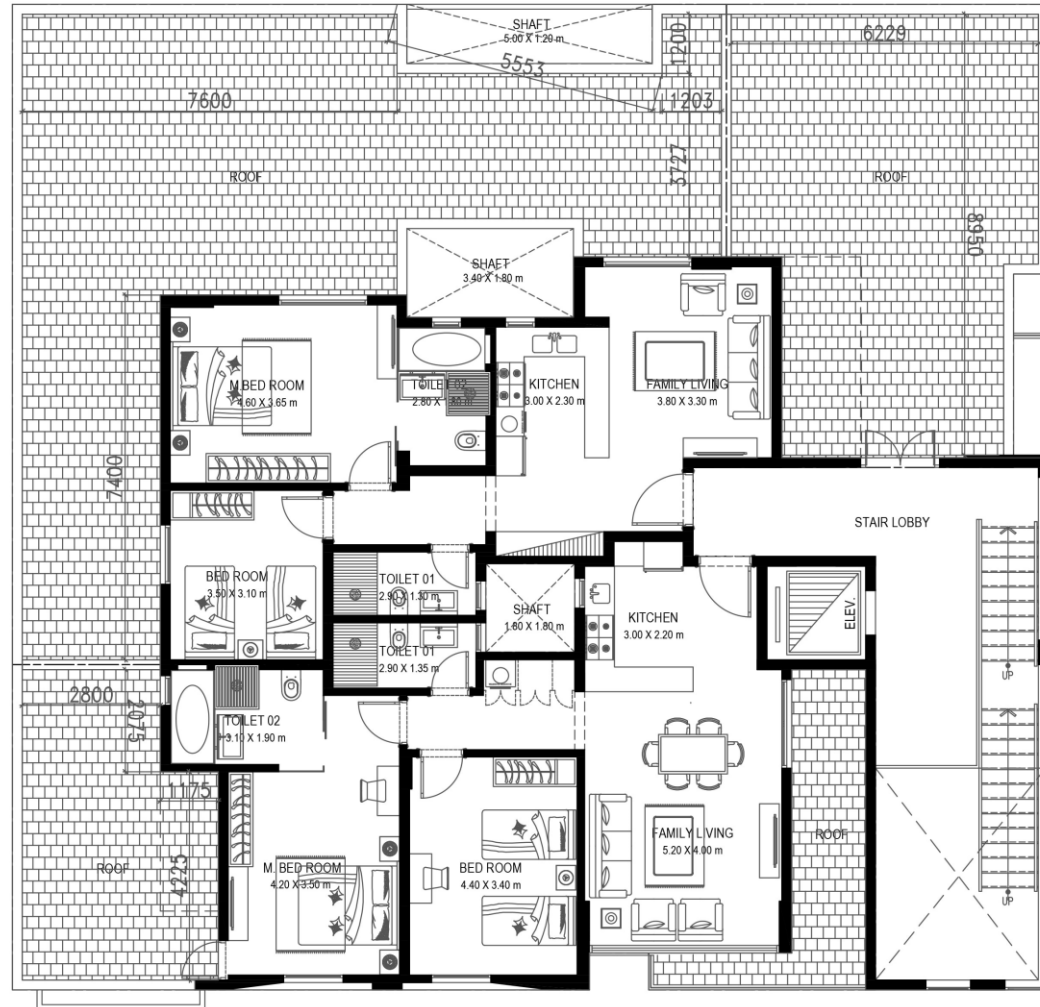 SHAFT
5.00 X 1.20 m
5553
1200
6229
7600
1203
3727
ROOF
ROOF
8950
SHAFT
3.40 X 1.80 m
M.BED ROOM
4.60 X 3.65 m
TOILET 02
2.80 X
KITCHEN
3.00 X 2.30 m
FAMILY LIVING
3.80 X 3.30 m
7400
STAIR LOBBY
BED ROOM
3.50 X 3.10 m
TOILET 01
2.90 X 1.30 m
SHAFT
1.80 X 1.80 m
KITCHEN
3.00 X 2.20 m
ELEV.
TOILET 01
2.90 X 1.35 m
UP
2800
2075
TOILET 02
3.10 X 1.90 m
1175
ROOF
4225
M. BED ROOM
4.20 X 3.50 m
BED ROOM
4.40 X 3.40 m
FAMILY LIVING
5.20 X 4.00 m
ROOF
UP